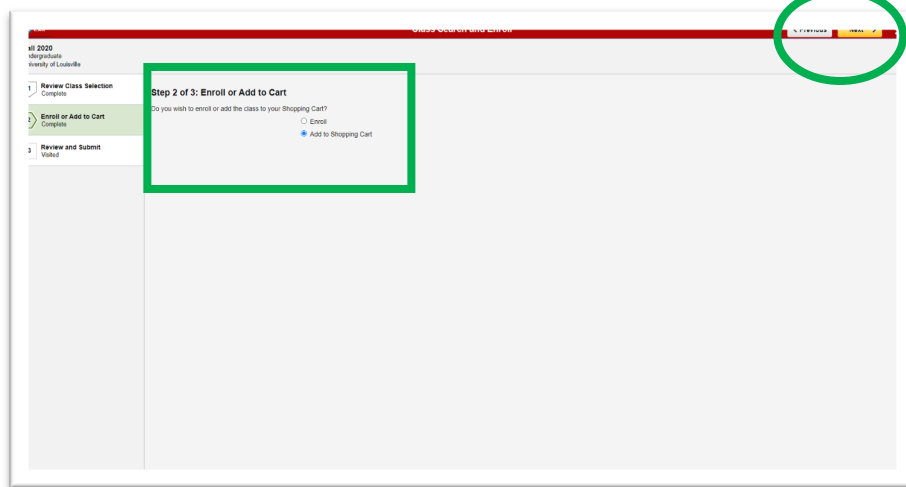 Class Search and Enroll
Previous
Next
all 2020
ndergraduate
niversity of Louisville
1 Review Class Selection
Complete
2 Enroll or Add to Cart
Complete
3 Review and Submit
Visited
Step 2 of 3: Enroll or Add to Cart
Do you wish to enroll or add the class to your Shopping Cart?
Enroll
Add to Shopping Cart